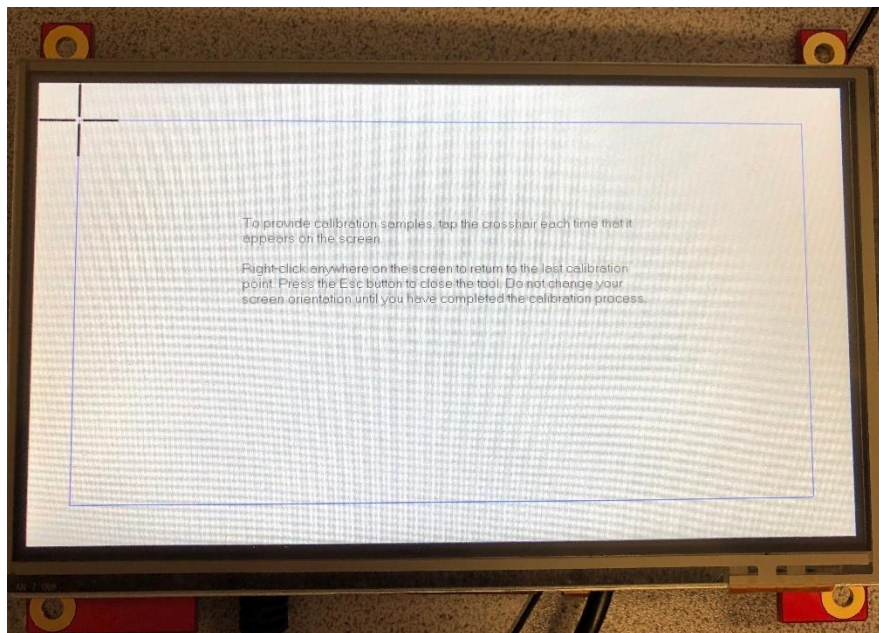 To provide calibration samples, tap the crosshair each time that it
appears on the screen.
Right-click anywhere on the screen to return to the last calibration
point. Press the Esc button to close the tool. Do not change your
screen orientation until you have completed the calibration process.